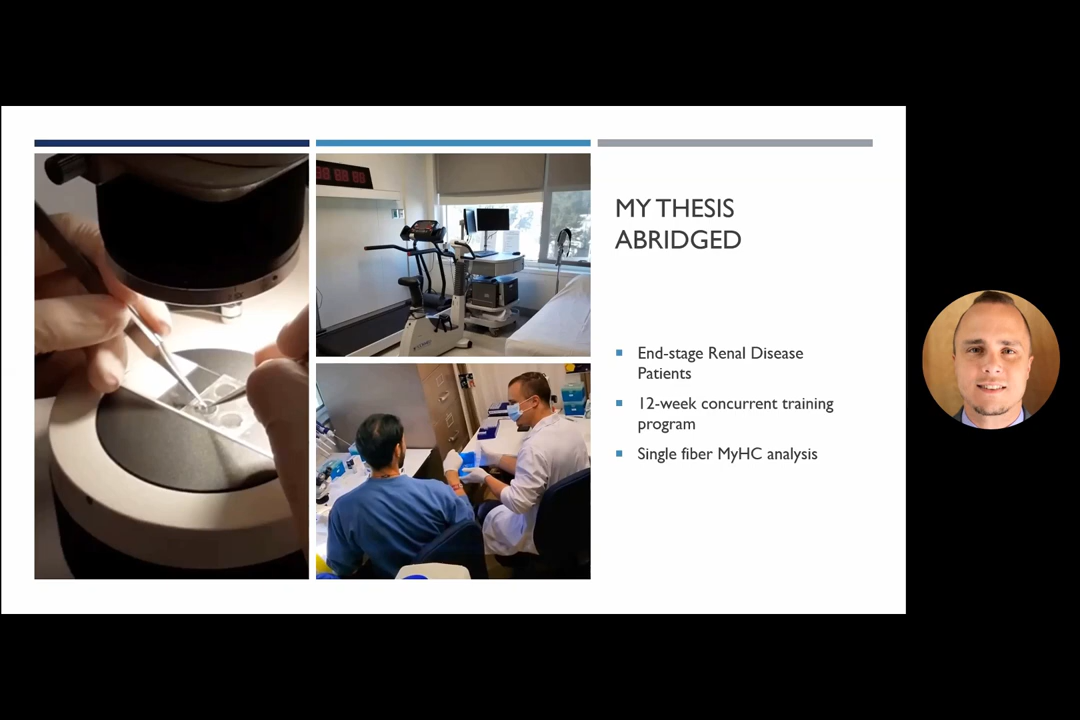 MY THESIS
ABRIDGED
End-stage Renal Disease
Patients
12-week concurrent training
program
Single fiber MyHC analysis